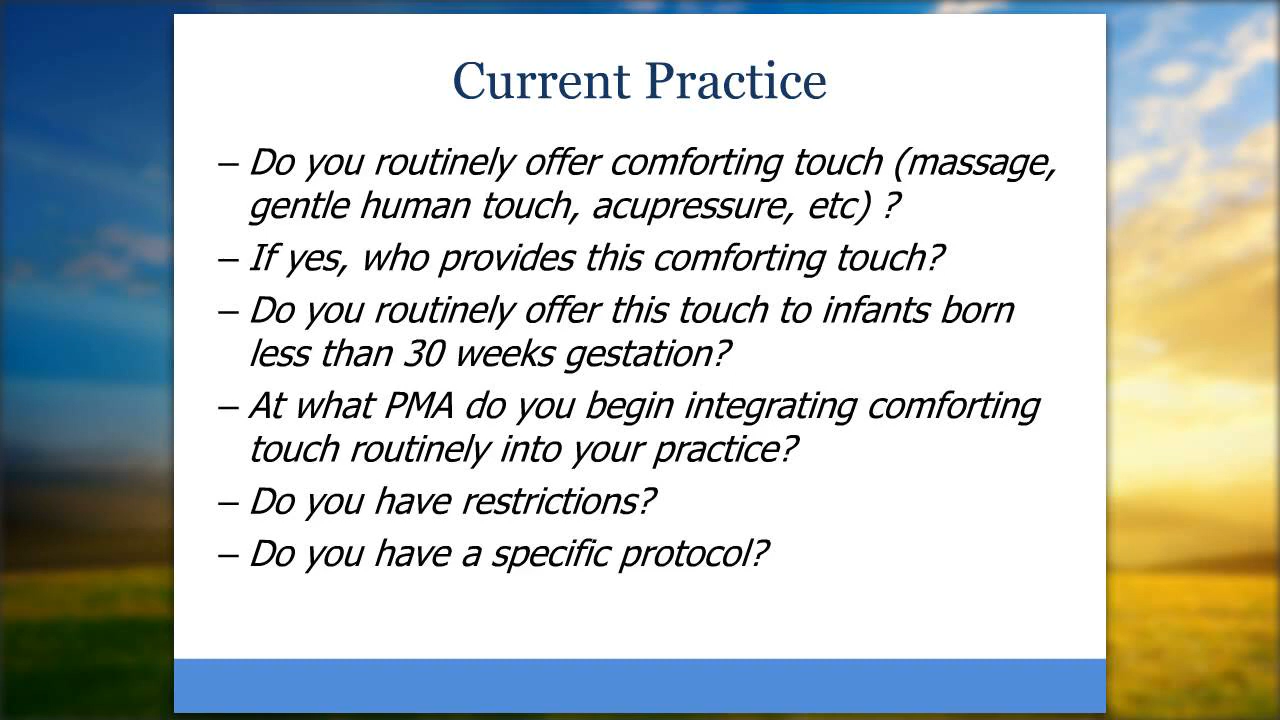 Current Practice
– Do you routinely offer comforting touch (massage,
gentle human touch, acupressure, etc) ?
– If yes, who provides this comforting touch?
– Do you routinely offer this touch to infants born
less than 30 weeks gestation?
– At what PMA do you begin integrating comforting
touch routinely into your practice?
– Do you have restrictions?
– Do you have a specific protocol?